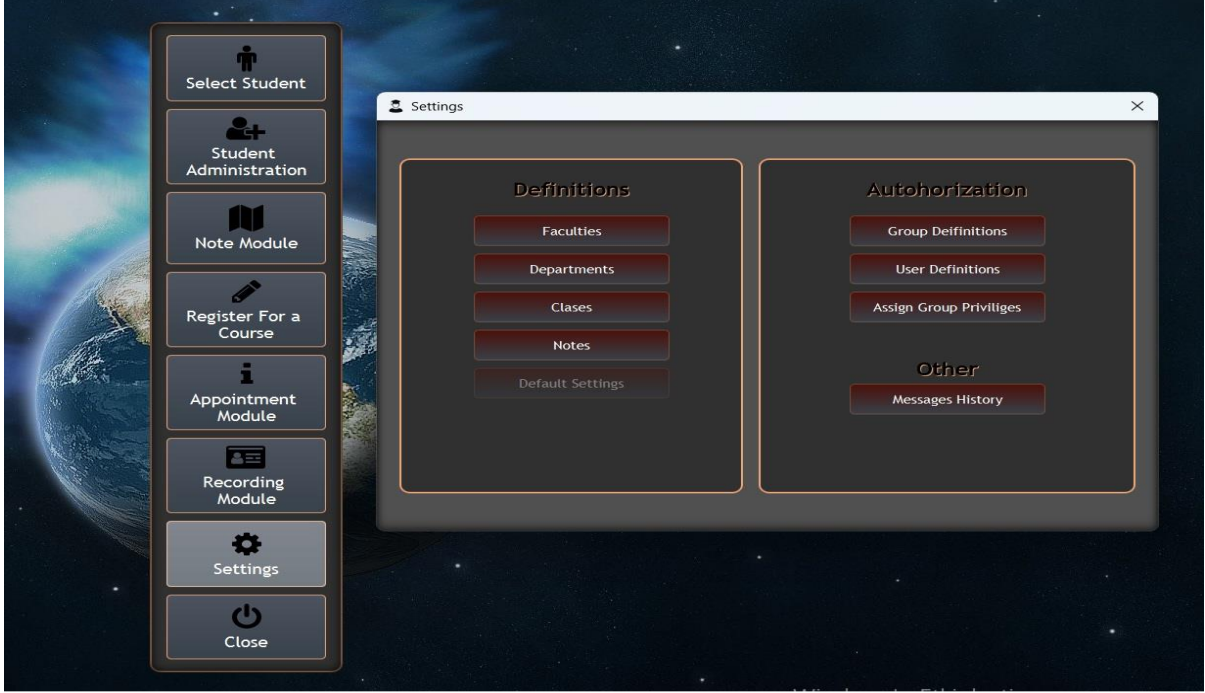 Select Student
Student
Administration
Note Module
Register For a
Course
Appointment
Module
Recording
Module
Settings
Close
Settings
Definitions
Faculties
Departments
Clases
Notes
Default Settings
Autohorization
Group Deifinitions
User Definitions
Assign Group Priviliges
Other
Messages History